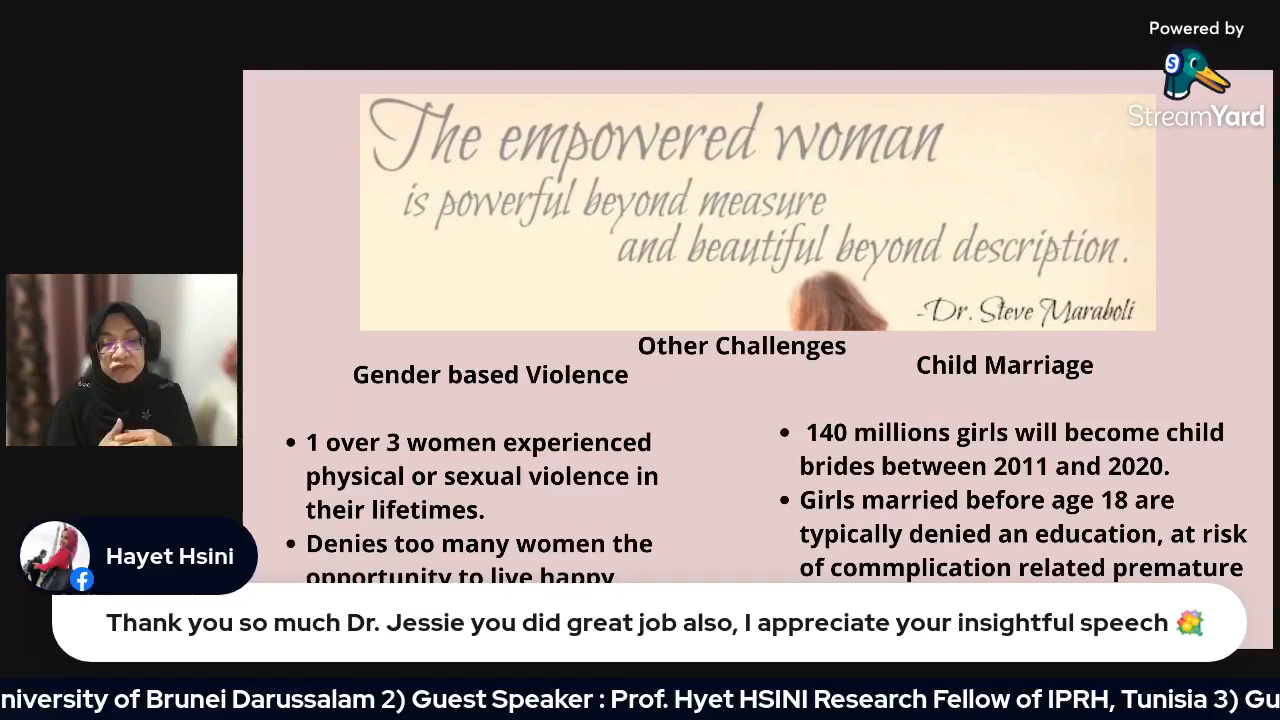 Powered by
StreamYard
The empowered woman
is powerful beyond measure
and beautiful beyond description.
-Dr. Steve Maraboli
Other Challenges
Gender based Violence
1 over 3 women experienced
physical or sexual violence in
their lifetimes.
Denies too many women the
opportunity to live happy
Child Marriage
140 millions girls will become child
brides between 2011 and 2020.
Girls married before age 18 are
typically denied an education, at risk
of commplication related premature
Hayet Hsini
Thank you so much Dr. Jessie you did great job also, I appreciate your insightful speech 💐
niversity of Brunei Darussalam 2) Guest Speaker : Prof. Hyet HSINI Research Fellow of IPRH, Tunisia 3) Gu